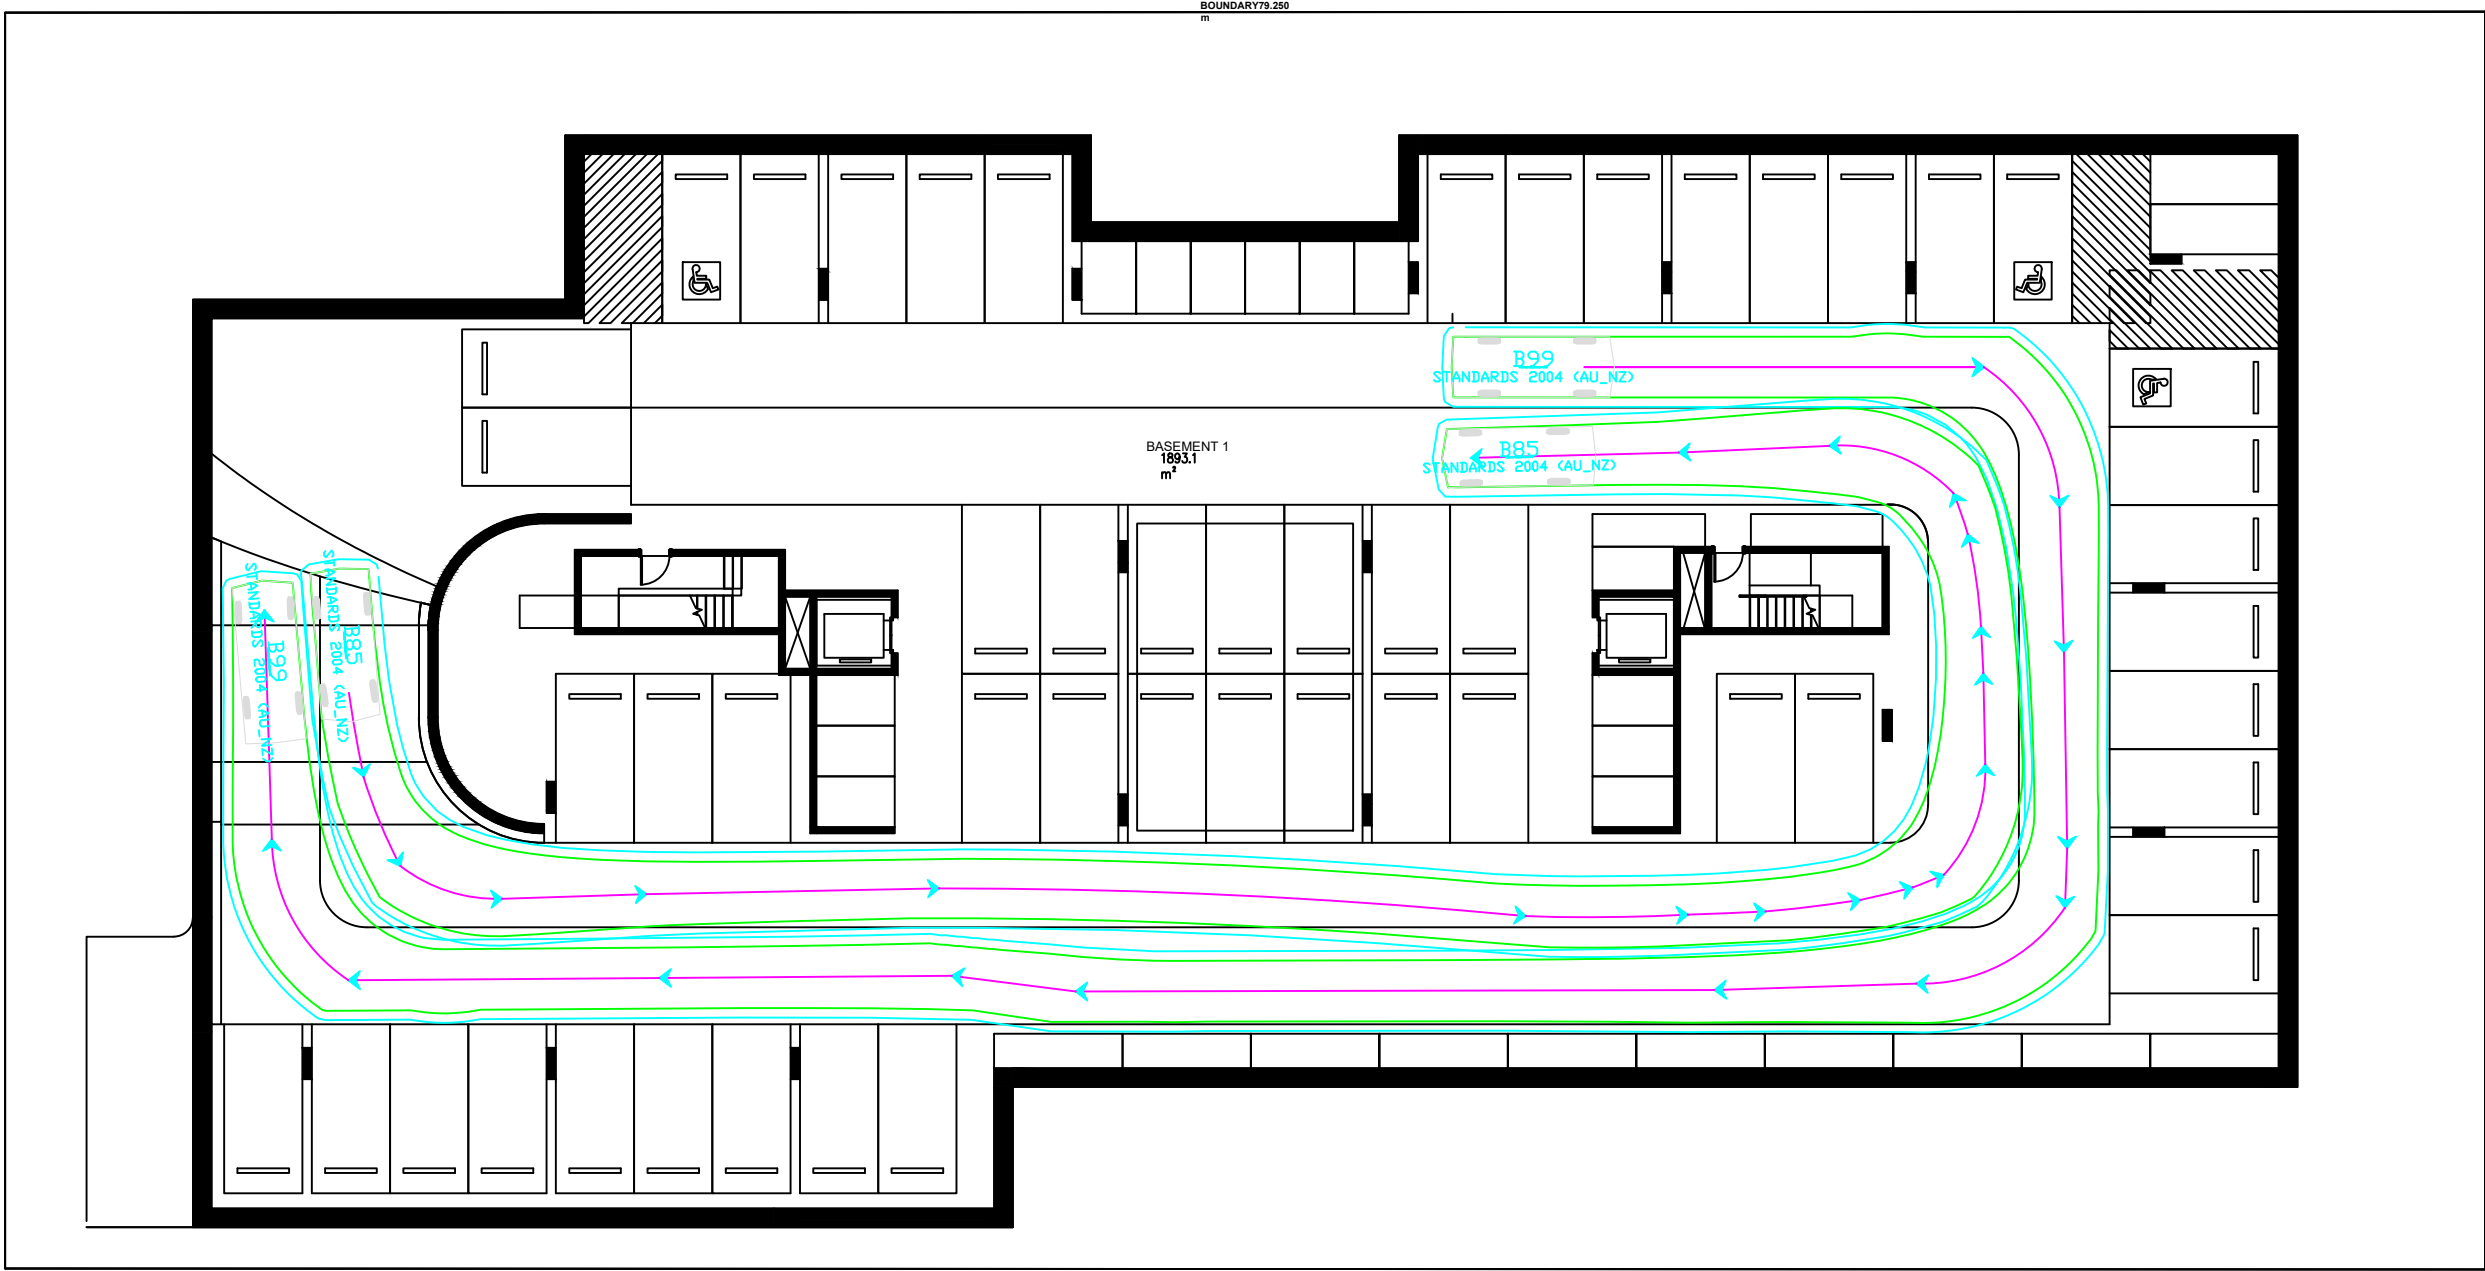 BOUNDARY79.250
m
B99
STANDARDS 2004 (AU_NZ)
BASEMENT 1
1893.1
m²
B85
STANDARDS 2004 (AU_NZ)
B99
STANDARDS 2004 (AU_NZ)
B85
STANDARDS 2004 (AU_NZ)